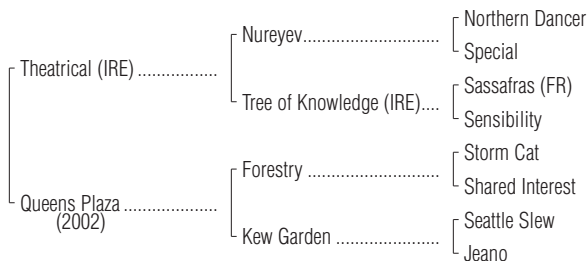 Northern Dancer
Nureyev......................................
Special
Theatrical (IRE) .....................
Sassafras (FR)
Tree of Knowledge (IRE)....
Sensibility
Storm Cat
Forestry ....................................
Shared Interest
Queens Plaza .........................
(2002)
Seattle Slew
Kew Garden .............................
Jeano